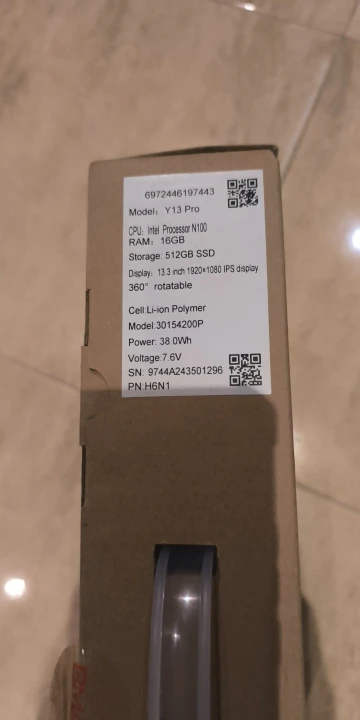 6972446197443
Model: Y13 Pro
CPU: Intel Processor N100
RAM: 16GB
Storage: 512GB SSD
Display: 13.3 inch 1920×1080 IPS display
360° rotatable
Cell:Li-ion Polymer
Model:30154200P
Power: 38.0Wh
Voltage:7.6V
SN: 9744A243501296
PN:H6N1